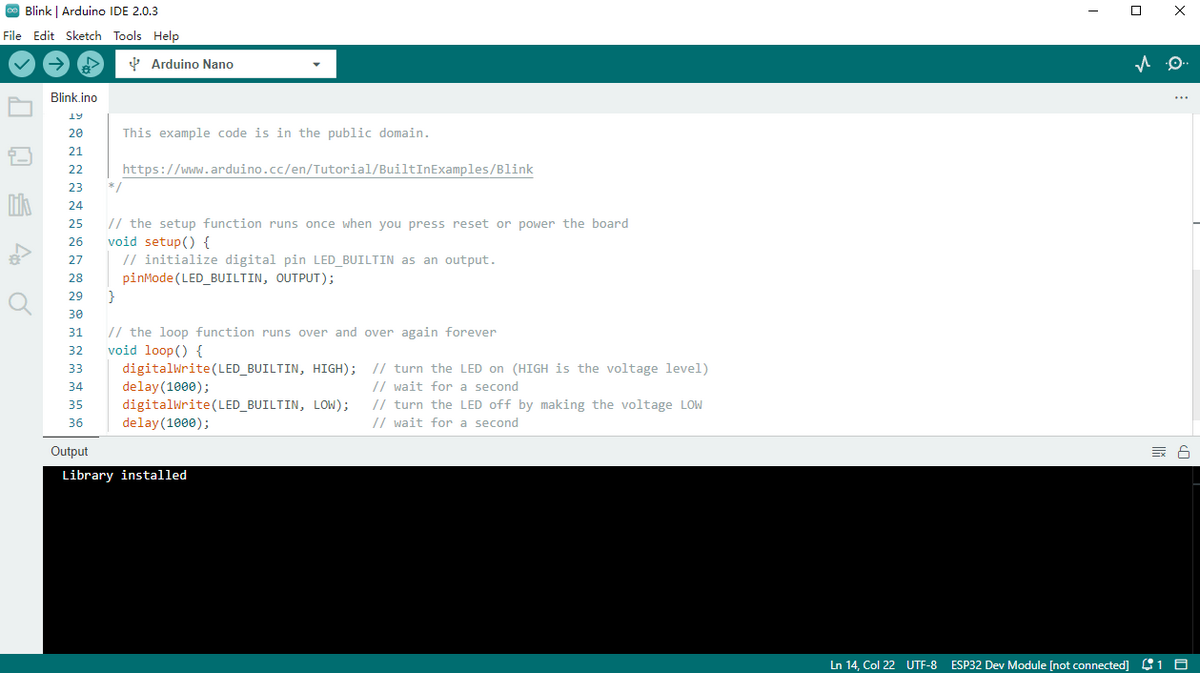 Blink | Arduino IDE 2.0.3
File Edit Sketch Tools Help
Arduino Nano
Blink.ino
19
20 This example code is in the public domain.
21
22 https://www.arduino.cc/en/Tutorial/BuiltInExamples/Blink
23 */
24
25 // the setup function runs once when you press reset or power the board
26 void setup() {
27 // initialize digital pin LED_BUILTIN as an output.
28 pinMode(LED_BUILTIN, OUTPUT);
29 }
30
31 // the loop function runs over and over again forever
32 void loop() {
33 digitalWrite(LED_BUILTIN, HIGH); // turn the LED on (HIGH is the voltage level)
34 delay(1000); // wait for a second
35 digitalWrite(LED_BUILTIN, LOW); // turn the LED off by making the voltage LOW
36 delay(1000); // wait for a second
Output
Library installed
Ln 14, Col 22 UTF-8 ESP32 Dev Module [not connected] 1